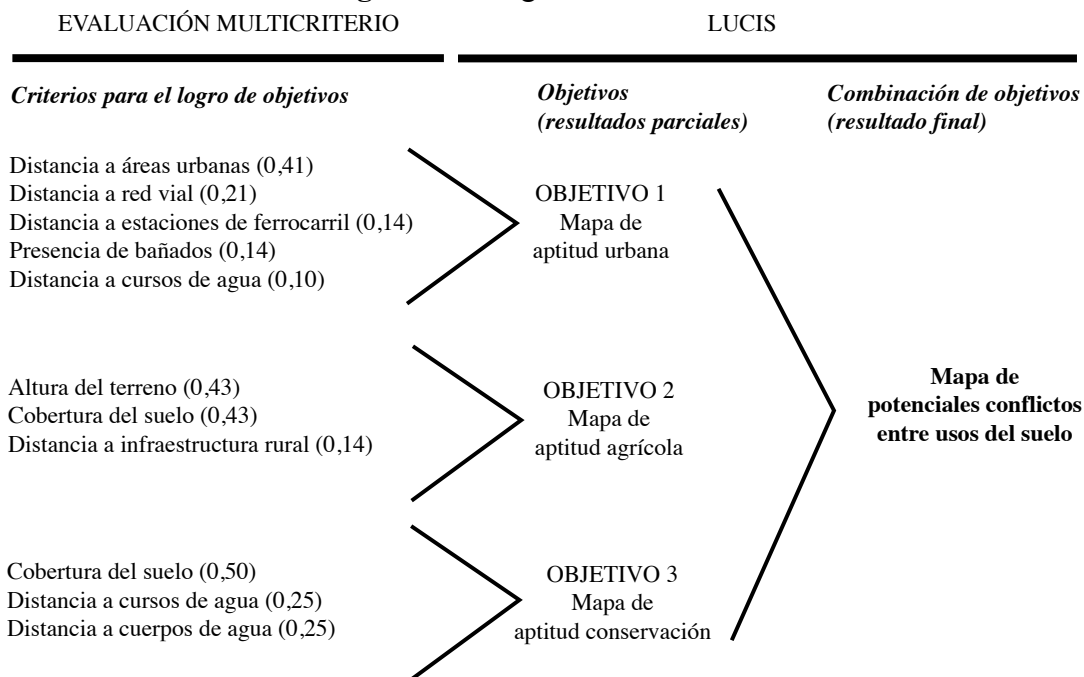 EVALUACIÓN MULTICRITERIO
LUCIS
Criterios para el logro de objetivos
Objetivos
(resultados parciales)
Combinación de objetivos
(resultado final)
Distancia a áreas urbanas (0,41)
Distancia a red vial (0,21)
Distancia a estaciones de ferrocarril (0,14)
Presencia de bañados (0,14)
Distancia a cursos de agua (0,10)
OBJETIVO 1
Mapa de
aptitud urbana
Altura del terreno (0,43)
Cobertura del suelo (0,43)
Distancia a infraestructura rural (0,14)
OBJETIVO 2
Mapa de
aptitud agrícola
Cobertura del suelo (0,50)
Distancia a cursos de agua (0,25)
Distancia a cuerpos de agua (0,25)
OBJETIVO 3
Mapa de
aptitud conservación
Mapa de
potenciales conflictos
entre usos del suelo